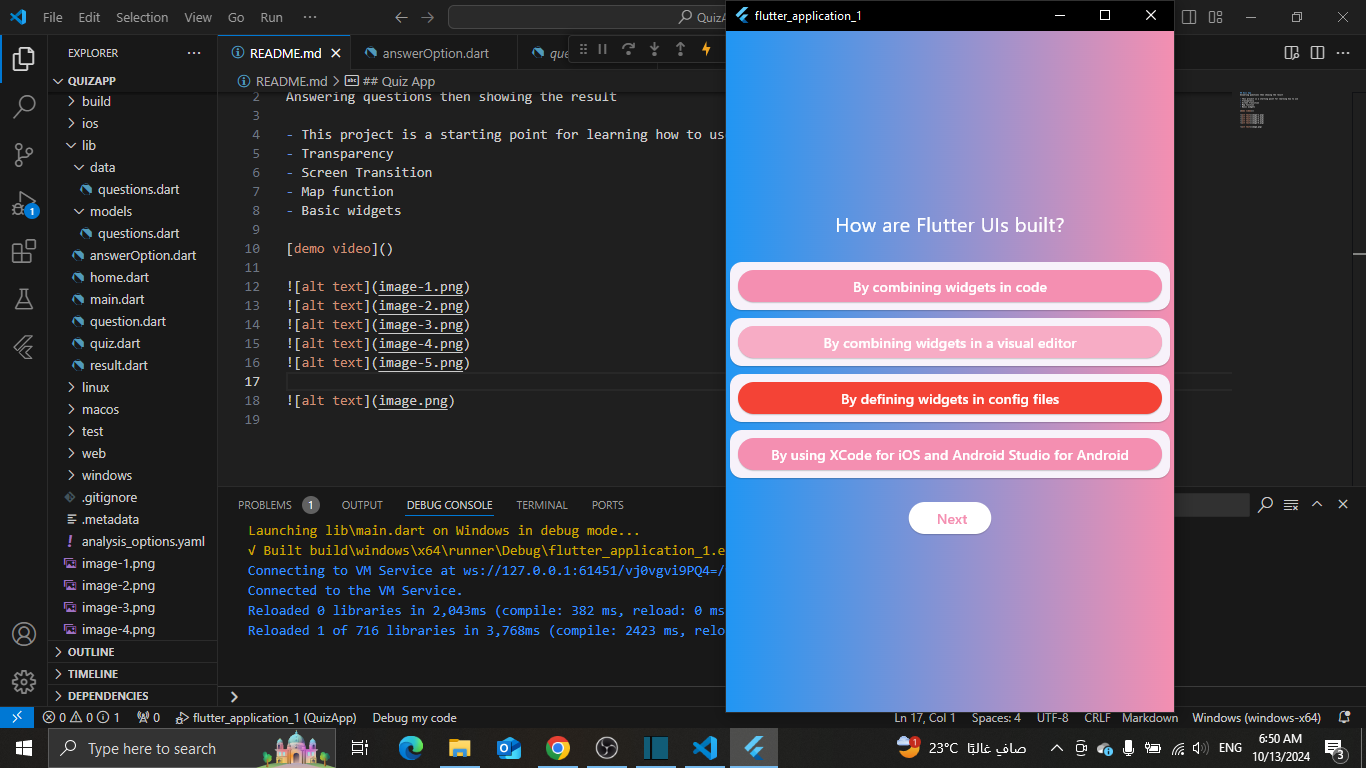 File Edit Selection View Go Run ···
QuizA
flutter_application_1
EXPLORER
README.md
answerOption.dart
que
QUIZAPP
README.md > ## Quiz App
build
ios
lib
data
questions.dart
models
questions.dart
answerOption.dart
home.dart
main.dart
question.dart
quiz.dart
result.dart
linux
macos
test
web
windows
.gitignore
.metadata
analysis_options.yaml
image-1.png
image-2.png
image-3.png
image-4.png
OUTLINE
TIMELINE
DEPENDENCIES
2 Answering questions then showing the result
3
4 - This project is a starting point for learning how to us
5 - Transparency
6 - Screen Transition
7 - Map function
8 - Basic widgets
9
10 [demo video]()
11
12 ![alt text](image-1.png)
13 ![alt text](image-2.png)
14 ![alt text](image-3.png)
15 ![alt text](image-4.png)
16 ![alt text](image-5.png)
17
18 ![alt text](image.png)
19
How are Flutter UIs built?
By combining widgets in code
By combining widgets in a visual editor
By defining widgets in config files
By using XCode for iOS and Android Studio for Android
Next
PROBLEMS 1 OUTPUT DEBUG CONSOLE TERMINAL PORTS
Launching lib\main.dart on Windows in debug mode...
√ Built build\windows\x64\runner\Debug\flutter_application_1.e
Connecting to VM Service at ws://127.0.0.1:61451/vj0vgvi9PQ4=/
Connected to the VM Service.
Reloaded 0 libraries in 2,043ms (compile: 382 ms, reload: 0 ms
Reloaded 1 of 716 libraries in 3,768ms (compile: 2423 ms, relo
1
0 0 1 0 flutter_application_1 (QuizApp) Debug my code
Ln 17, Col 1 Spaces: 4 UTF-8 CRLF Markdown Windows (windows-x64)
Type here to search
1 23°C صافٍ غالبًا ENG
6:50 AM
10/13/2024
3